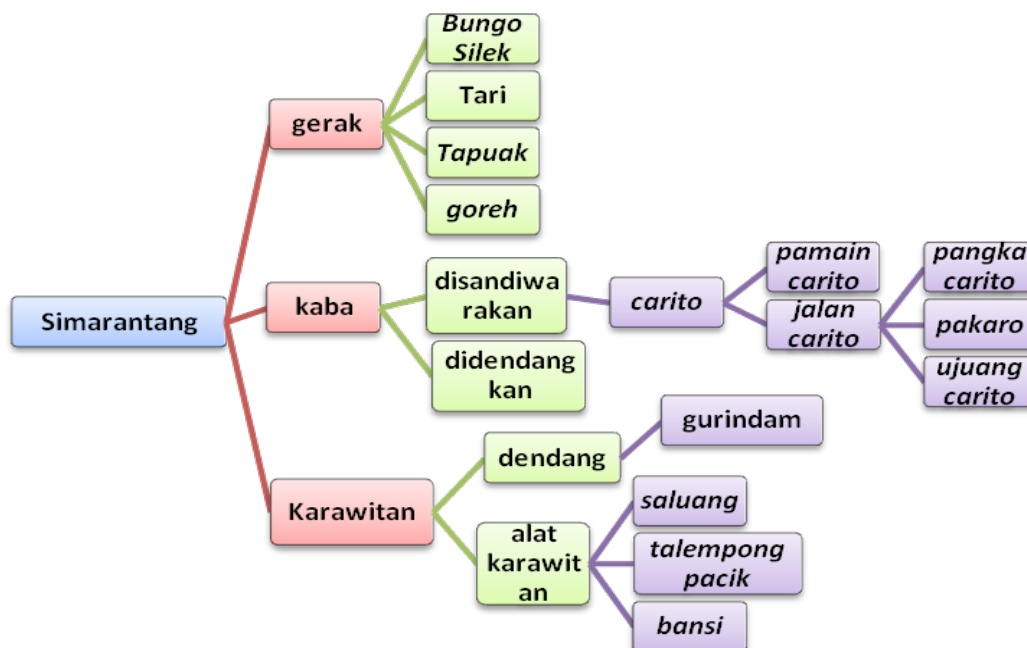 Simarantang
gerak
Bungo
Silek
Tari
Tapuak
goreh
kaba
disandiwa
rakan
carito
pamain
carito
jalan
carito
pangka
carito
pakaro
ujuang
carito
didendang
kan
Karawitan
dendang
gurindam
alat
karawit
an
saluang
talempong
pacik
bansi